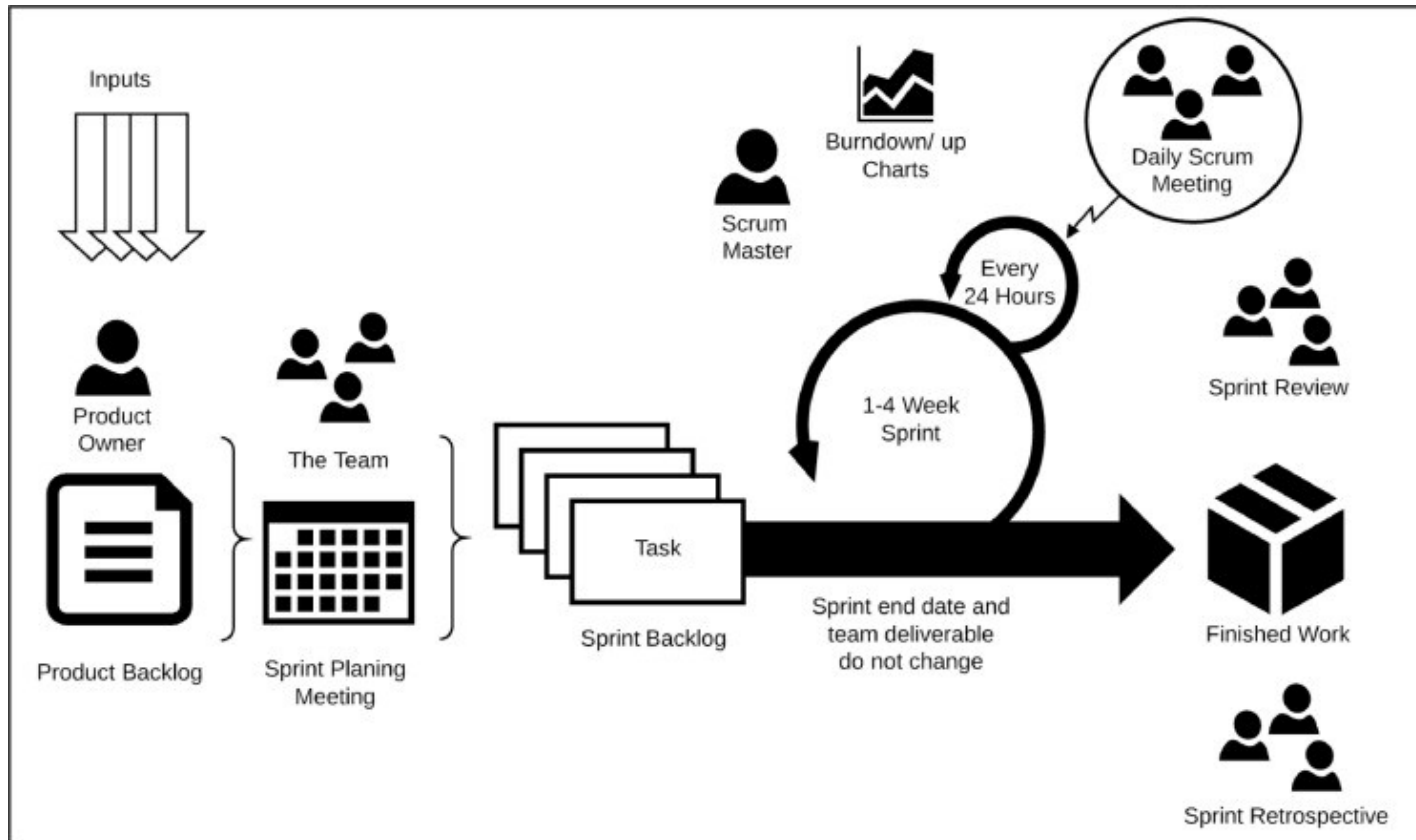 Inputs
Product
Owner
Product Backlog
The Team
Sprint Planing
Meeting
Task
Sprint Backlog
Scrum
Master
Burndown/ up
Charts
Daily Scrum
Meeting
Every
24 Hours
1-4 Week
Sprint
Sprint end date and
team deliverable
do not change
Sprint Review
Finished Work
Sprint Retrospective